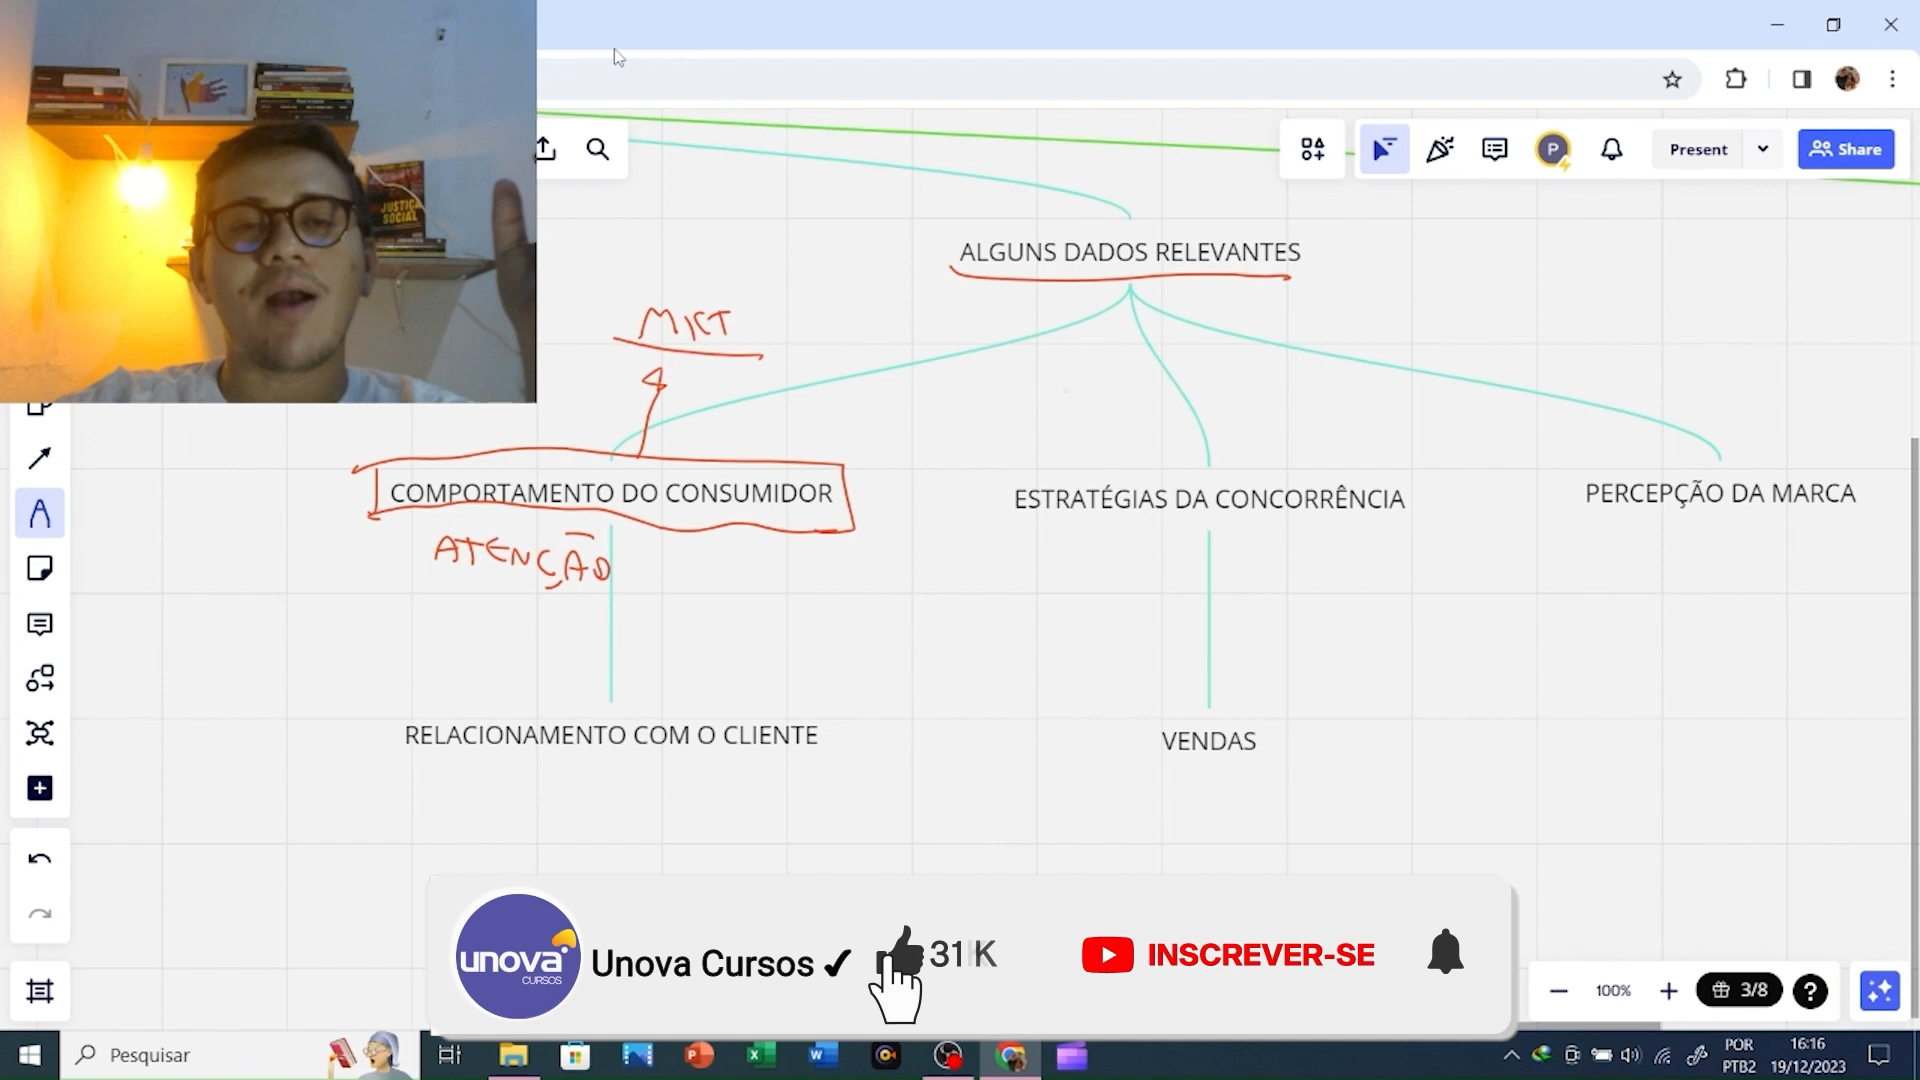 JUSTIÇA
SOCIAL
Present
Share
ALGUNS DADOS RELEVANTES
MKT
COMPORTAMENTO DO CONSUMIDOR
ESTRATÉGIAS DA CONCORRÊNCIA
PERCEPÇÃO DA MARCA
ATENÇÃO
RELACIONAMENTO COM O CLIENTE
VENDAS
unova
CURSOS
Unova Cursos ✔
31K
INSCREVER-SE
100%
3/8
?
P
Pesquisar
POR
PTB2
16:16
19/12/2023